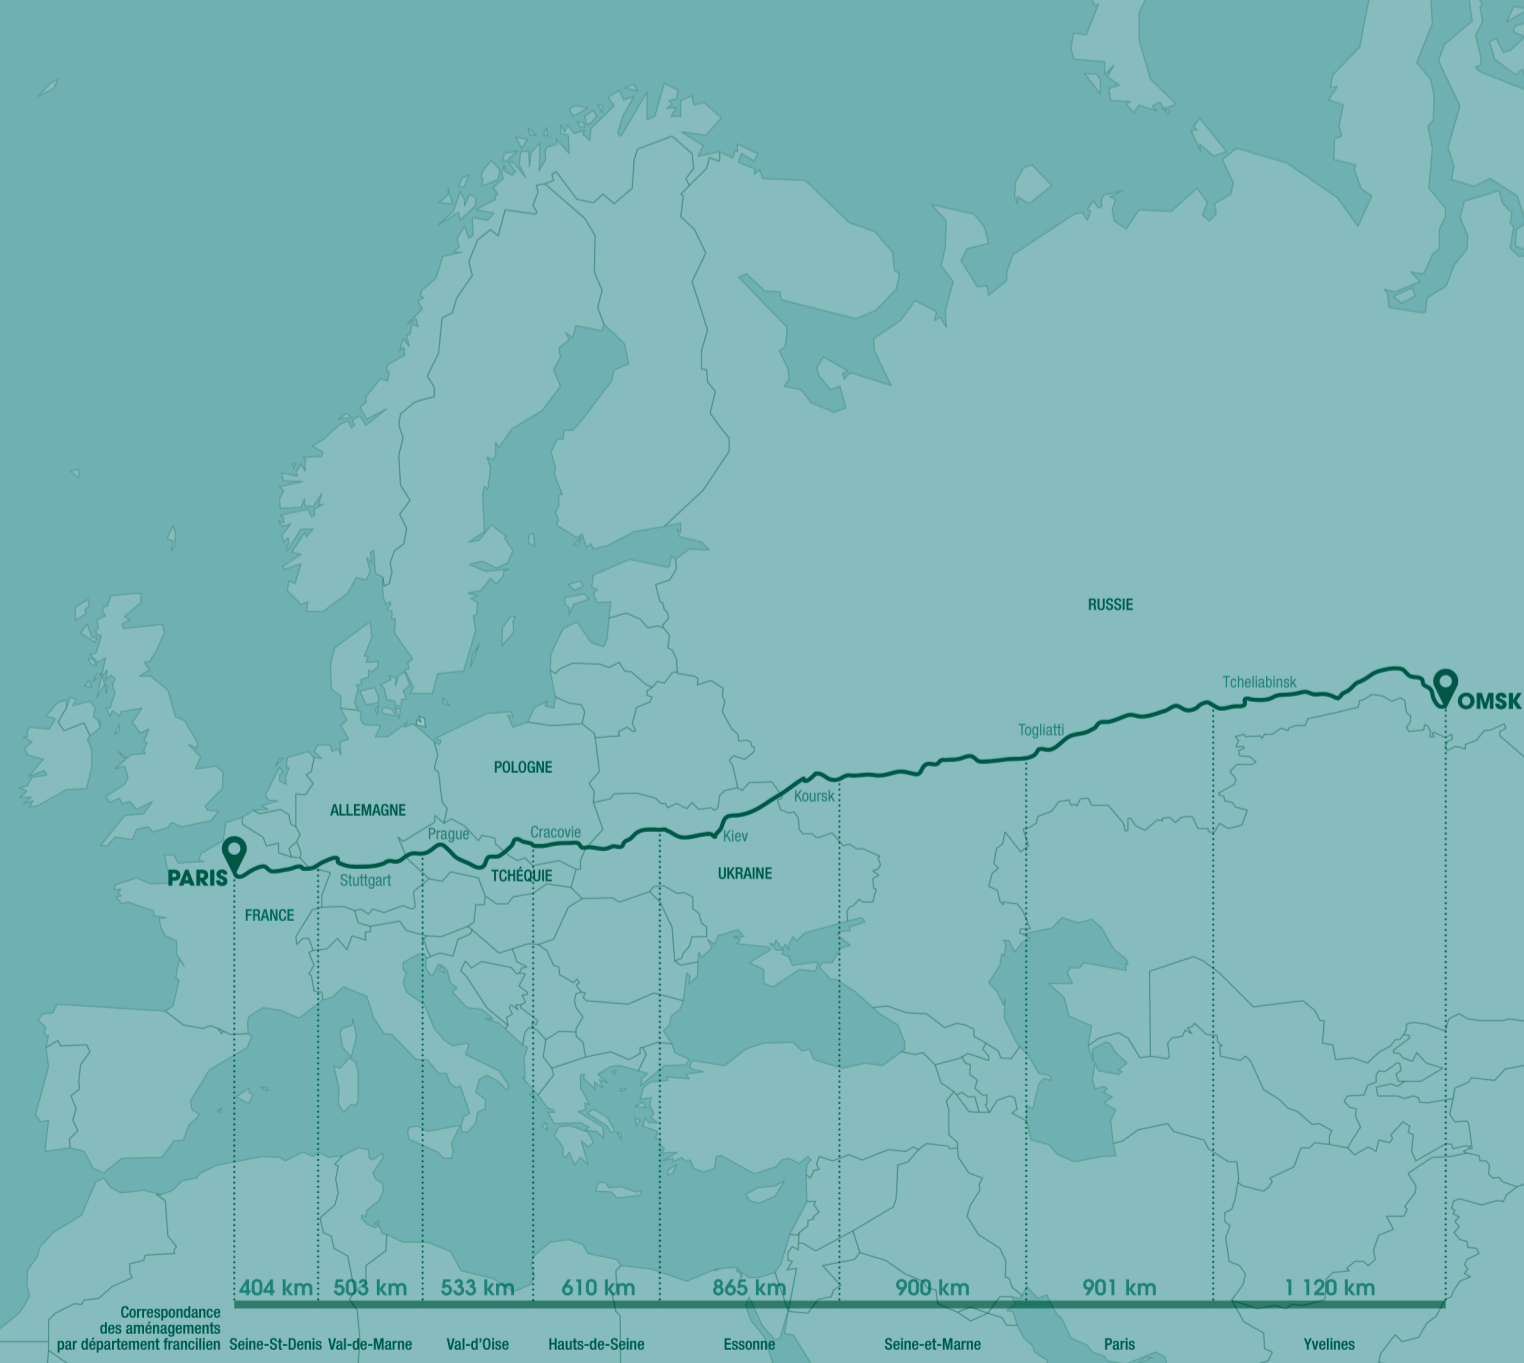 RUSSIE
Tcheliabinsk
OMSK
Togliatti
POLOGNE
Koursk
ALLEMAGNE
Prague
Cracovie
Kiev
PARIS
Stuttgart
TCHÉQUIE
UKRAINE
FRANCE
404 km 503 km 533 km 610 km 865 km 900 km 901 km 1 120 km
Correspondance
des aménagements
par département francilien
Seine-St-Denis Val-de-Marne Val-d'Oise Hauts-de-Seine Essonne Seine-et-Marne Paris Yvelines